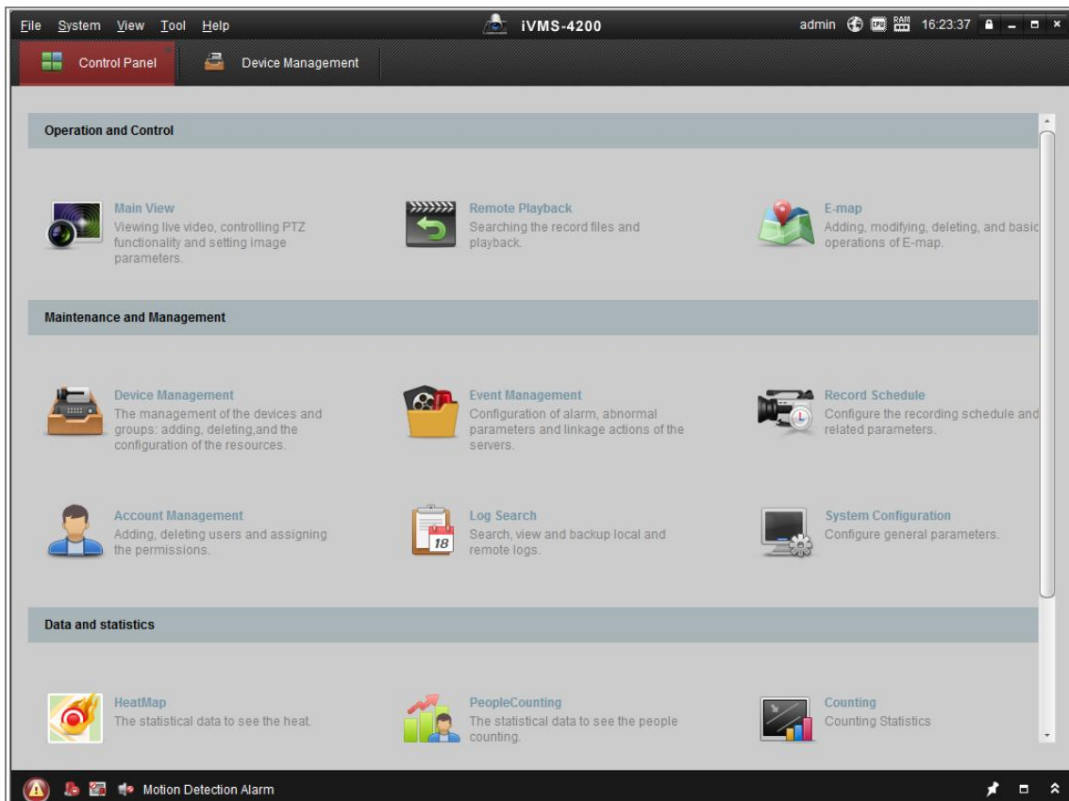 File System View Tool Help iVMS-4200 admin CPU RAM 16:23:37
Control Panel Device Management
Operation and Control
Main View
Viewing live video, controlling PTZ
functionality and setting image
parameters.
Remote Playback
Searching the record files and
playback.
E-map
Adding, modifying, deleting, and basic
operations of E-map.
Maintenance and Management
Device Management
The management of the devices and
groups: adding, deleting,and the
configuration of the resources.
Event Management
Configuration of alarm, abnormal
parameters and linkage actions of the
servers.
Record Schedule
Configure the recording schedule and
related parameters.
Account Management
Adding, deleting users and assigning
the permissions.
18
Log Search
Search, view and backup local and
remote logs.
System Configuration
Configure general parameters.
Data and statistics
HeatMap
The statistical data to see the heat.
PeopleCounting
The statistical data to see the people
counting.
Counting
Counting Statistics
Motion Detection Alarm